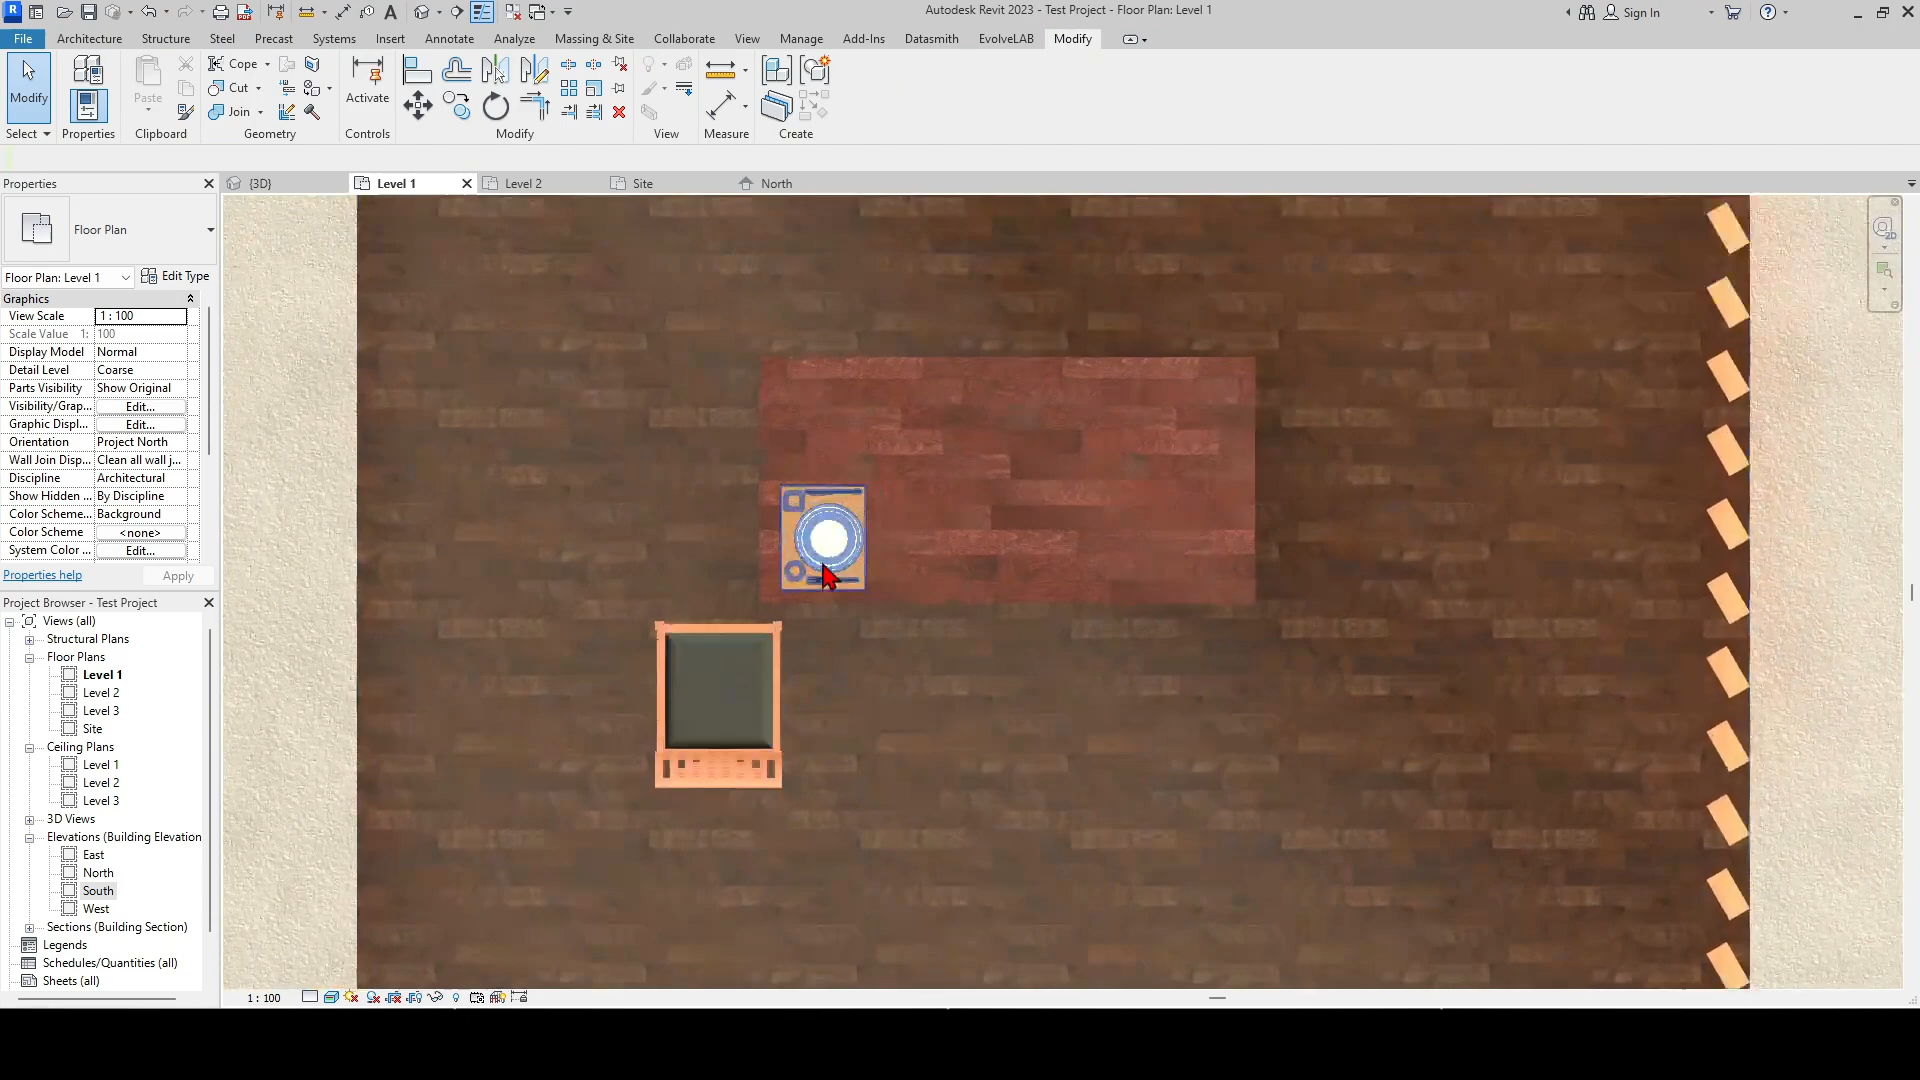 Autodesk Revit 2023 - Test Project - Floor Plan: Level 1
Sign In
File Architecture Structure Steel Precast Systems Insert Annotate Analyze Massing & Site Collaborate View Manage Add-Ins Datasmith EvolveLAB Modify
Modify
Paste
Cope
Cut
Join
Activate
Select Properties Clipboard Geometry Controls Modify View Measure Create
Properties
{3D} Level 1 Level 2 Site North
Floor Plan
Floor Plan: Level 1 Edit Type
Graphics
View Scale 1 : 100
Scale Value 1: 100
Display Model Normal
Detail Level Coarse
Parts Visibility Show Original
Visibility/Grap... Edit...
Graphic Displ... Edit...
Orientation Project North
Wall Join Disp... Clean all wall j...
Discipline Architectural
Show Hidden ... By Discipline
Color Scheme... Background
Color Scheme <none>
System Color ... Edit...
Properties help Apply
Project Browser - Test Project
Views (all)
Structural Plans
Floor Plans
Level 1
Level 2
Level 3
Site
Ceiling Plans
Level 1
Level 2
Level 3
3D Views
Elevations (Building Elevation
East
North
South
West
Sections (Building Section)
Legends
Schedules/Quantities (all)
Sheets (all)
1 : 100